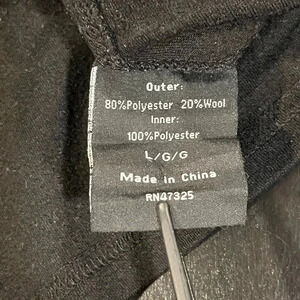 Outer:
80%Polyester 20%Wool
Inner:
100%Polyester
L/G/G
Made in China
RN47325